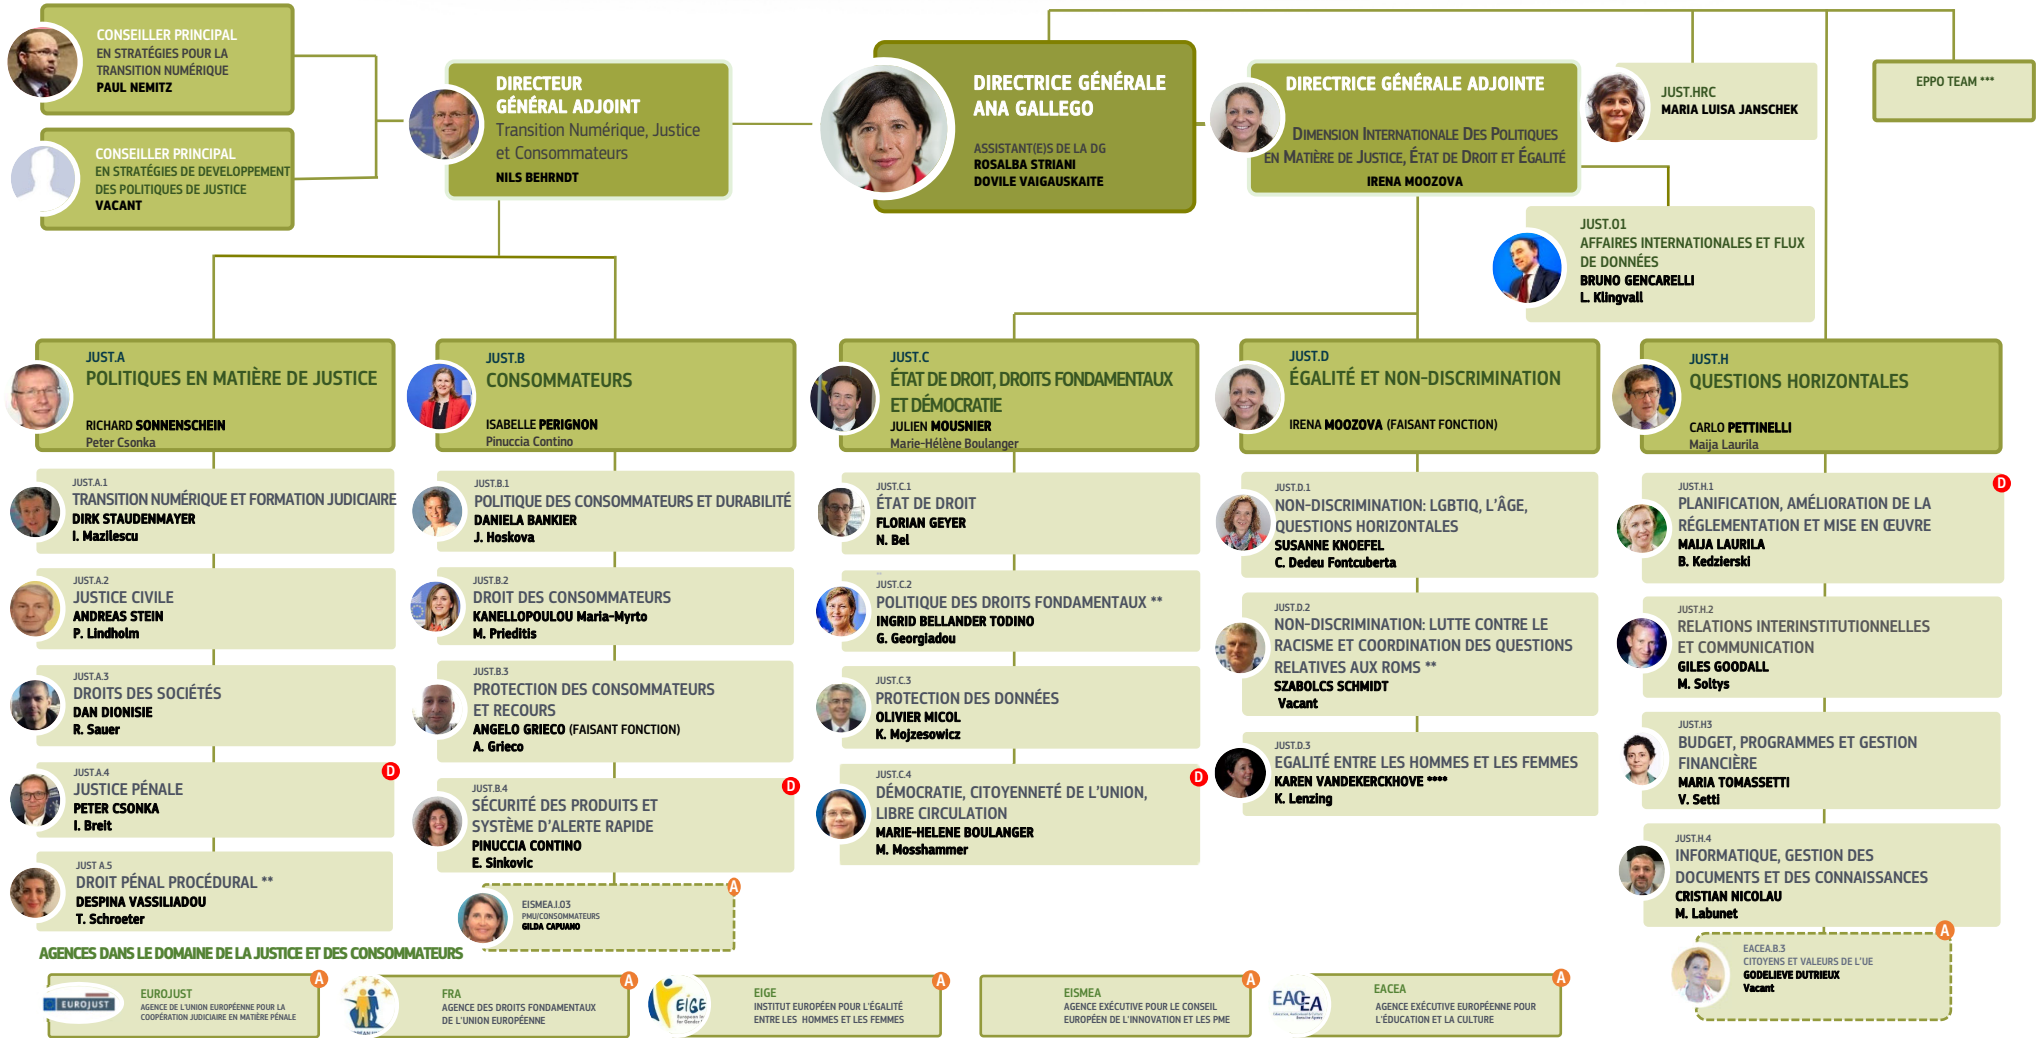 CONSEILLER PRINCIPAL
EN STRATÉGIES POUR LA
TRANSITION NUMÉRIQUE
PAUL NEMITZ
CONSEILLER PRINCIPAL
EN STRATÉGIES DE DEVELOPPEMENT
DES POLITIQUES DE JUSTICE
VACANT
DIRECTEUR
GÉNÉRAL ADJOINT
Transition Numérique, Justice
et Consommateurs
NILS BEHRNDT
DIRECTRICE GÉNÉRALE
ANA GALLEGO
ASSISTANT(E)S DE LA DG
ROSALBA STRIANI
DOVILE VAIGAUSKAITE
DIRECTRICE GÉNÉRALE ADJOINTE
DIMENSION INTERNATIONALE DES POLITIQUES
EN MATIÈRE DE JUSTICE, ÉTAT DE DROIT ET ÉGALITÉ
IRENA MOOZOVA
JUST.HRC
MARIA LUISA JANSCHEK
EPPO TEAM ***
JUST.01
AFFAIRES INTERNATIONALES ET FLUX
DE DONNÉES
BRUNO GENCARELLI
L. Klingvall
JUST.A
POLITIQUES EN MATIÈRE DE JUSTICE
RICHARD SONNENSCHEIN
Peter Csonka
JUST.A.1
TRANSITION NUMÉRIQUE ET FORMATION JUDICIAIRE
DIRK STAUDENMAYER
I. Mazilescu
JUST.A.2
JUSTICE CIVILE
ANDREAS STEIN
P. Lindholm
JUST.A.3
DROITS DES SOCIÉTÉS
DAN DIONISIE
R. Sauer
JUST.A.4
D
JUSTICE PÉNALE
PETER CSONKA
I. Breit
JUST A.5
DROIT PÉNAL PROCÉDURAL **
DESPINA VASSILIADOU
T. Schroeter
JUST.B
CONSOMMATEURS
ISABELLE PERIGNON
Pinuccia Contino
JUST.B.1
POLITIQUE DES CONSOMMATEURS ET DURABILITÉ
DANIELA BANKIER
J. Hoskova
JUST.B.2
DROIT DES CONSOMMATEURS
KANELLOPOULOU Maria-Myrto
M. Prieditis
JUST.B.3
PROTECTION DES CONSOMMATEURS
ET RECOURS
ANGELO GRIECO (FAISANT FONCTION)
A. Grieco
JUST.B.4
D
SÉCURITÉ DES PRODUITS ET
SYSTÈME D'ALERTE RAPIDE
PINUCCIA CONTINO
E. Sinkovic
A
EISMEA.I.03
PMU/CONSOMMATEURS
GILDA CAPUANO
JUST.C
ÉTAT DE DROIT, DROITS FONDAMENTAUX
ET DÉMOCRATIE
JULIEN MOUSNIER
Marie-Hélène Boulanger
JUST.C.1
ÉTAT DE DROIT
FLORIAN GEYER
N. Bel
JUST.C.2
POLITIQUE DES DROITS FONDAMENTAUX **
INGRID BELLANDER TODINO
G. Georgiadou
JUST.C.3
PROTECTION DES DONNÉES
OLIVIER MICOL
K. Mojzesowicz
JUST.C.4
D
DÉMOCRATIE, CITOYENNETÉ DE L'UNION,
LIBRE CIRCULATION
MARIE-HELENE BOULANGER
M. Mosshammer
JUST.D
ÉGALITÉ ET NON-DISCRIMINATION
IRENA MOOZOVA (FAISANT FONCTION)
JUST.D.1
NON-DISCRIMINATION: LGBTIQ, L'ÂGE,
QUESTIONS HORIZONTALES
SUSANNE KNOEFEL
C. Dedeu Fontcuberta
JUST.D.2
NON-DISCRIMINATION: LUTTE CONTRE LE
RACISME ET COORDINATION DES QUESTIONS
RELATIVES AUX ROMS **
SZABOLCS SCHMIDT
Vacant
JUST.D.3
EGALITÉ ENTRE LES HOMMES ET LES FEMMES
KAREN VANDEKERCKHOVE ****
K. Lenzing
JUST.H
QUESTIONS HORIZONTALES
CARLO PETTINELLI
Maija Laurila
JUST.H.1
D
PLANIFICATION, AMÉLIORATION DE LA
RÉGLEMENTATION ET MISE EN ŒUVRE
MAIJA LAURILA
B. Kedzierski
JUST.H.2
RELATIONS INTERINSTITUTIONNELLES
ET COMMUNICATION
GILES GOODALL
M. Soltys
JUST.H3
BUDGET, PROGRAMMES ET GESTION
FINANCIÈRE
MARIA TOMASSETTI
V. Setti
JUST.H.4
INFORMATIQUE, GESTION DES
DOCUMENTS ET DES CONNAISSANCES
CRISTIAN NICOLAU
M. Labunet
A
EACEA.B.3
CITOYENS ET VALEURS DE L'UE
GODELIEVE DUTRIEUX
Vacant
AGENCES DANS LE DOMAINE DE LA JUSTICE ET DES CONSOMMATEURS
EUROJUST
A
EUROJUST
AGENCE DE L'UNION EUROPÉENNE POUR LA
COOPÉRATION JUDICIAIRE EN MATIÈRE PÉNALE
A
FRA
AGENCE DES DROITS FONDAMENTAUX
DE L'UNION EUROPÉENNE
EIGE
A
EIGE
INSTITUT EUROPÉEN POUR L'ÉGALITÉ
ENTRE LES HOMMES ET LES FEMMES
A
EISMEA
AGENCE EXÉCUTIVE POUR LE CONSEIL
EUROPÉEN DE L'INNOVATION ET LES PME
EACEA
A
EACEA
AGENCE EXÉCUTIVE EUROPÉENNE POUR
L'ÉDUCATION ET LA CULTURE